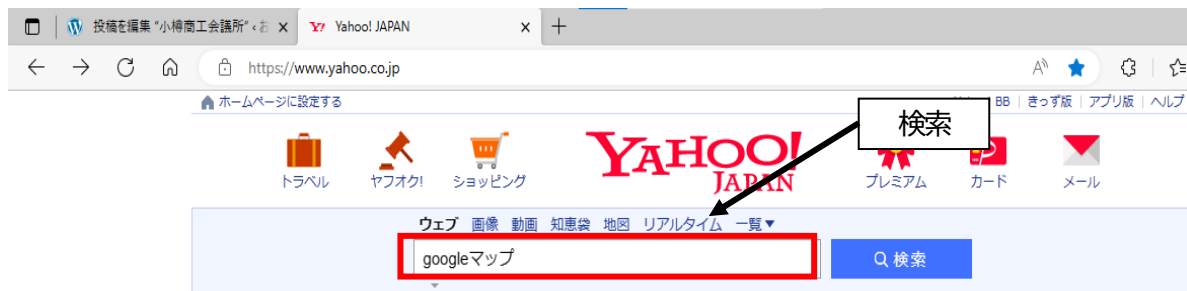 投稿を編集 "小樽商工会議所" ‹ お
Yahoo! JAPAN
https://www.yahoo.co.jp
ホームページに設定する
BB | きっず版 | アプリ版 | ヘルプ
検索
トラベル ヤフオク! ショッピング
YAHOO!
JAPAN
プレミアム カード メール
ウェブ 画像 動画 知恵袋 地図 リアルタイム 一覧▼
googleマップ
検索